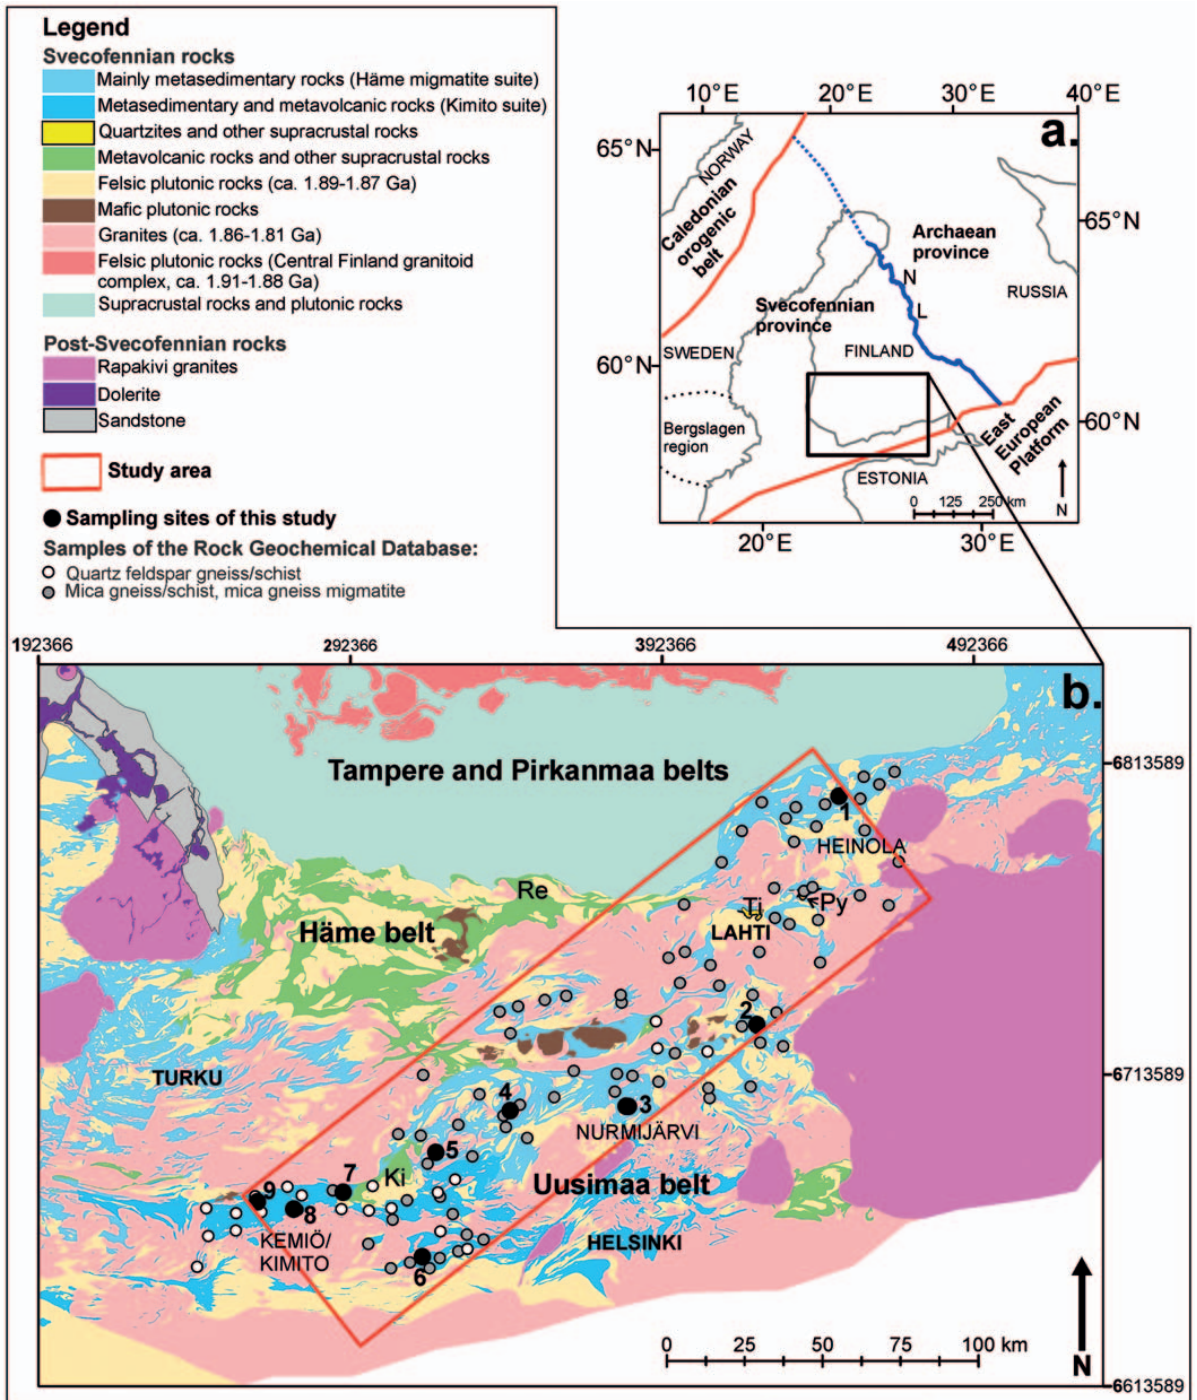 Legend
Svecofennian rocks
Mainly metasedimentary rocks (Häme migmatite suite)
Metasedimentary and metavolcanic rocks (Kimito suite)
Quartzites and other supracrustal rocks
Metavolcanic rocks and other supracrustal rocks
Felsic plutonic rocks (ca. 1.89-1.87 Ga)
Mafic plutonic rocks
Granites (ca. 1.86-1.81 Ga)
Felsic plutonic rocks (Central Finland granitoid
complex, ca. 1.91-1.88 Ga)
Supracrustal rocks and plutonic rocks
Post-Svecofennian rocks
Rapakivi granites
Dolerite
Sandstone
Study area
Sampling sites of this study
Samples of the Rock Geochemical Database:
Quartz feldspar gneiss/schist
Mica gneiss/schist, mica gneiss migmatite
10°E
20°E
30°E
40°E
a.
65°N
NORWAY
Caledonian
orogenic
belt
Archaean
province
65°N
N
L
RUSSIA
Svecofennian
province
SWEDEN
FINLAND
60°N
Bergslagen
region
East
European
Platform
60°N
ESTONIA
0 125 250 km
N
20°E
30°E
192366
292366
392366
492366
b.
Tampere and Pirkanmaa belts
6813589
1
HEINOLA
Re
Ti
Py
LAHTI
Häme belt
2
TURKU
6713589
4
3
NURMIJÄRVI
5
Ki
7
Uusimaa belt
9
8
KEMIÖ/
KIMITO
HELSINKI
6
0 25 50 75 100 km
N
6613589